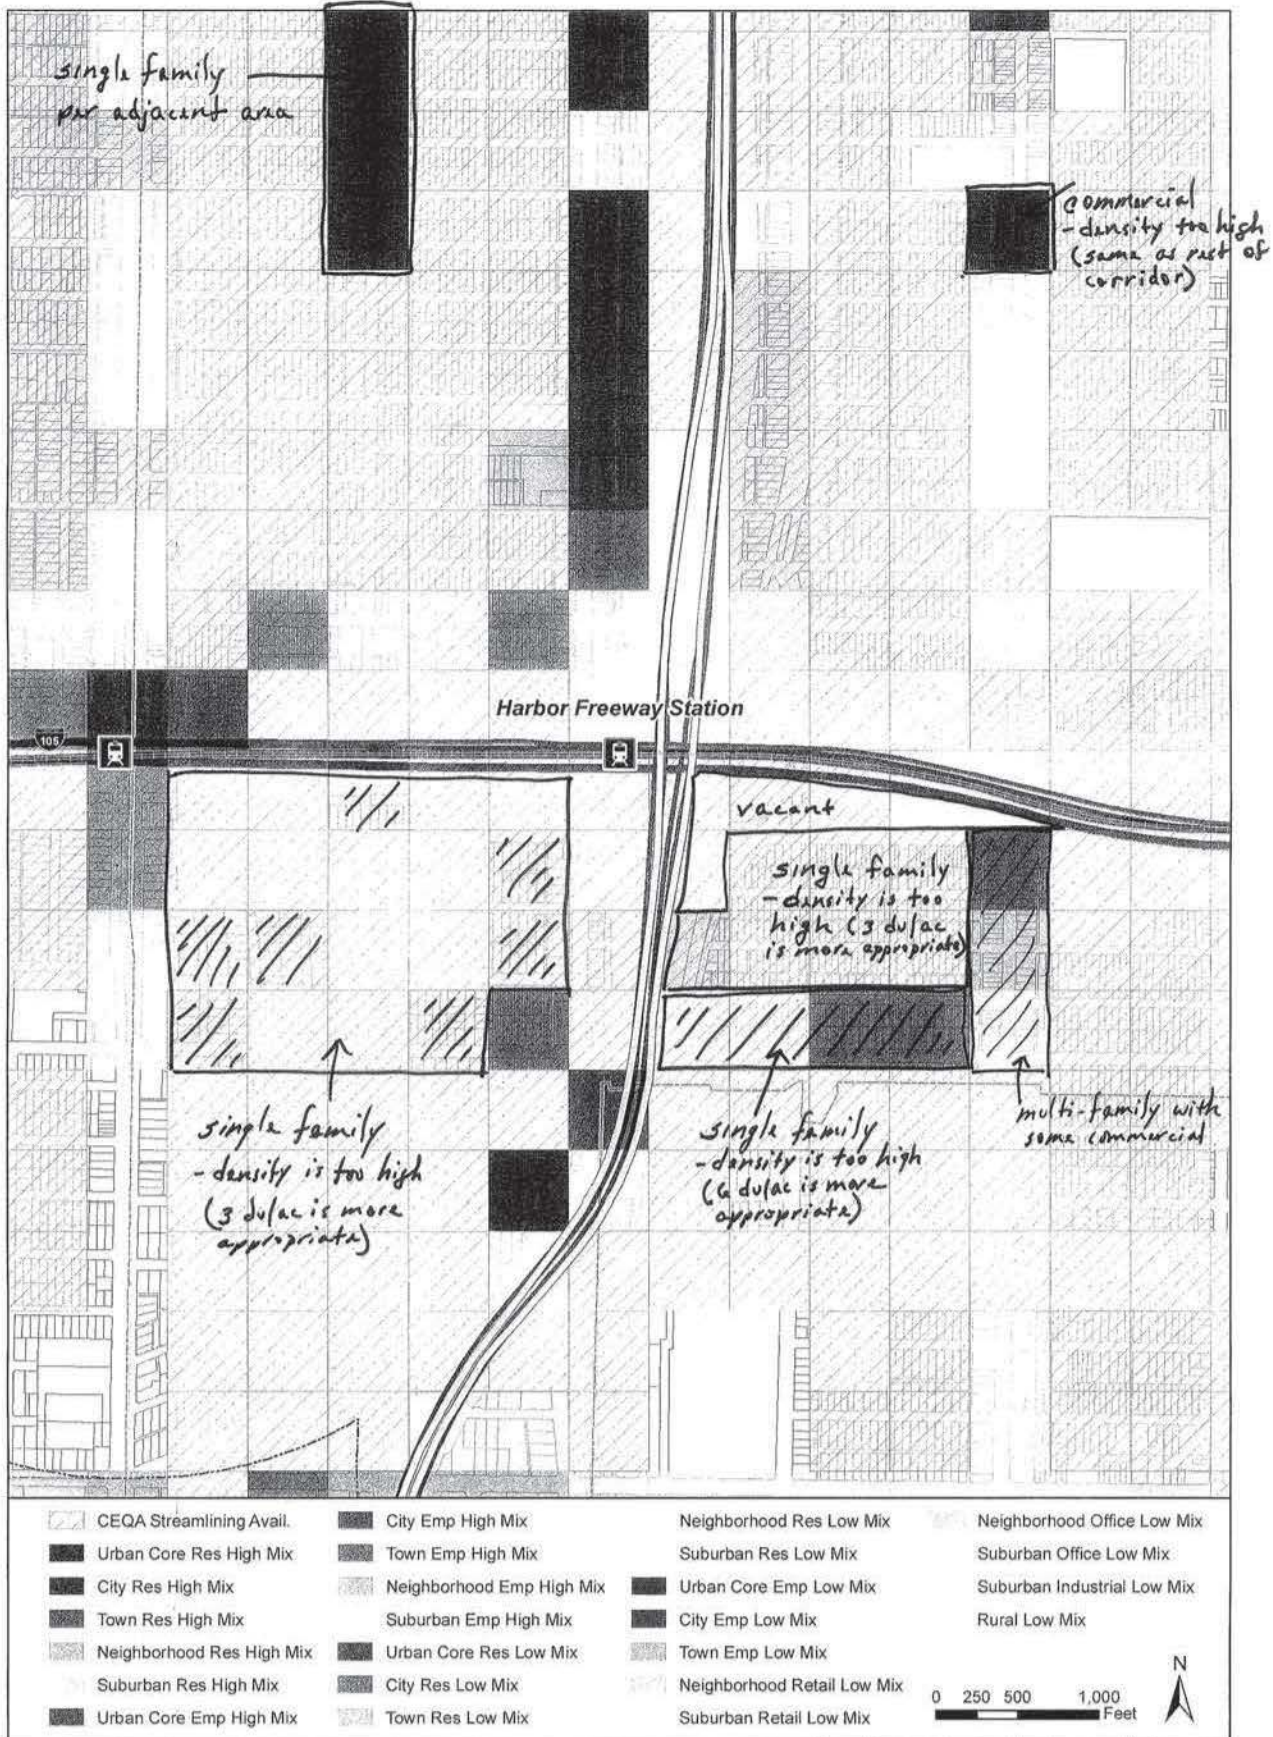 single family
per adjacent area
commercial
- density too high
(same as rest of
corridor)
Harbor Freeway Station
105
vacant
single family
- density is too
high (3 du/ac
is more appropriate)
single family
- density is too high
(3 du/ac is more
appropriate)
single family
- density is too high
(6 du/ac is more
appropriate)
multi-family with
some commercial
CEQA Streamlining Avail.
Urban Core Res High Mix
City Res High Mix
Town Res High Mix
Neighborhood Res High Mix
Suburban Res High Mix
Urban Core Emp High Mix
City Emp High Mix
Town Emp High Mix
Neighborhood Emp High Mix
Suburban Emp High Mix
Urban Core Res Low Mix
City Res Low Mix
Town Res Low Mix
Neighborhood Res Low Mix
Suburban Res Low Mix
Urban Core Emp Low Mix
City Emp Low Mix
Town Emp Low Mix
Neighborhood Retail Low Mix
Suburban Retail Low Mix
Neighborhood Office Low Mix
Suburban Office Low Mix
Suburban Industrial Low Mix
Rural Low Mix
N
0 250 500 1,000
Feet